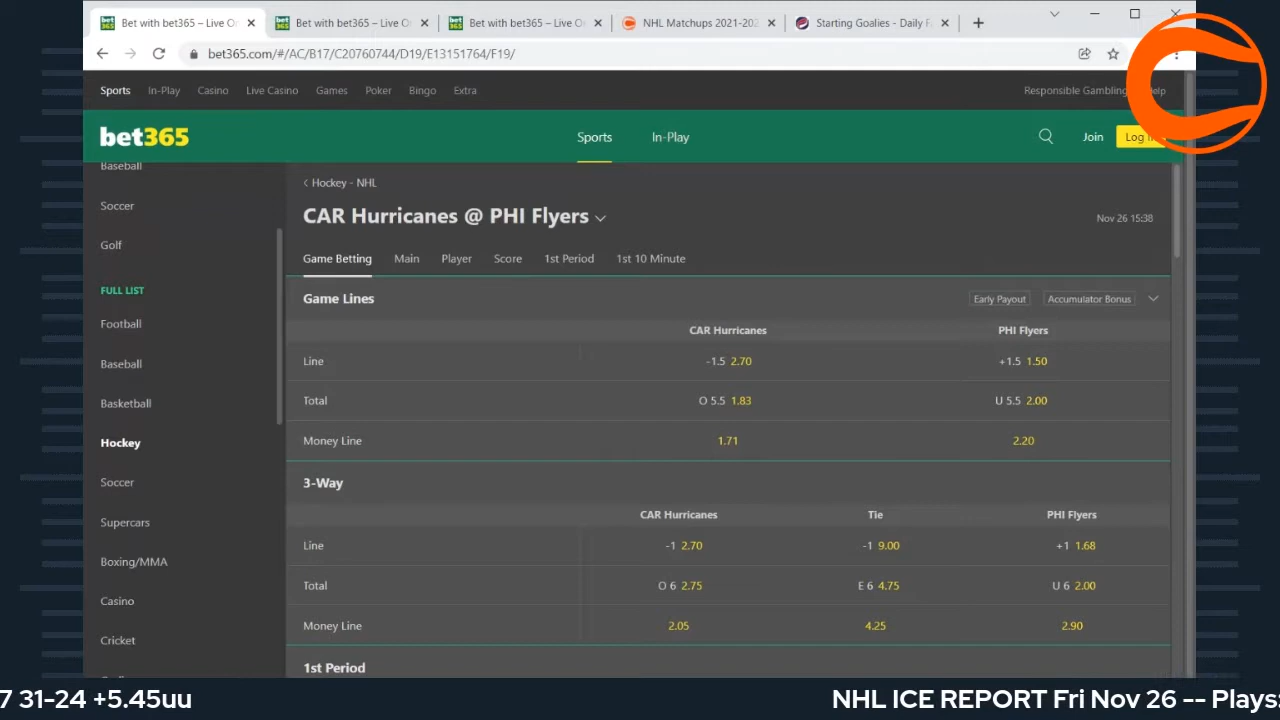 Bet with bet365 – Live O
Bet with bet365 – Live O
Bet with bet365 – Live O
NHL Matchups 2021-202
Starting Goalies - Daily F
bet365.com/#/AC/B17/C20760744/D19/E13151764/F19/
Sports In-Play Casino Live Casino Games Poker Bingo Extra Responsible Gambling elp
bet365 Sports In-Play Join Log In
Baseball
Soccer
Golf
FULL LIST
Football
Baseball
Basketball
Hockey
Soccer
Supercars
Boxing/MMA
Casino
Cricket
Hockey - NHL
CAR Hurricanes @ PHI Flyers
Nov 26 15:38
Game Betting Main Player Score 1st Period 1st 10 Minute
Game Lines Early Payout Accumulator Bonus
CAR Hurricanes PHI Flyers
Line -1.5 2.70 +1.5 1.50
Total O 5.5 1.83 U 5.5 2.00
Money Line 1.71 2.20
3-Way
CAR Hurricanes Tie PHI Flyers
Line -1 2.70 -1 9.00 +1 1.68
Total O 6 2.75 E 6 4.75 U 6 2.00
Money Line 2.05 4.25 2.90
1st Period
7 31-24 +5.45uu NHL ICE REPORT Fri Nov 26 -- Plays: